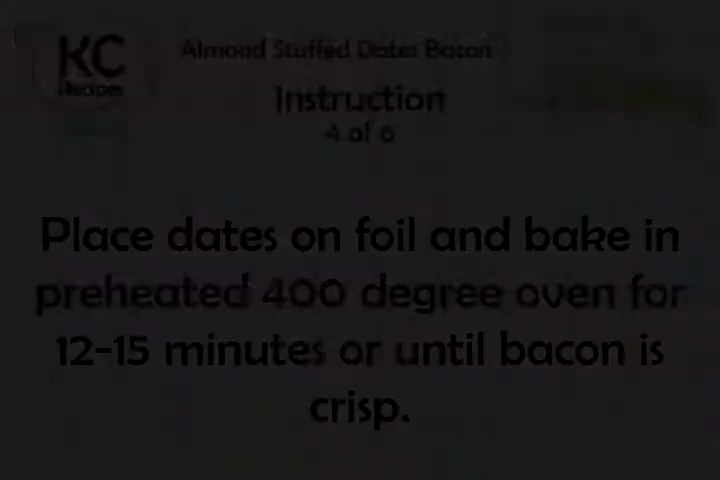 KC
Recipes
Almond Stuffed Dates Bacon
Instruction
4 of 6
Place dates on foil and bake in
preheated 400 degree oven for
12-15 minutes or until bacon is
crisp.